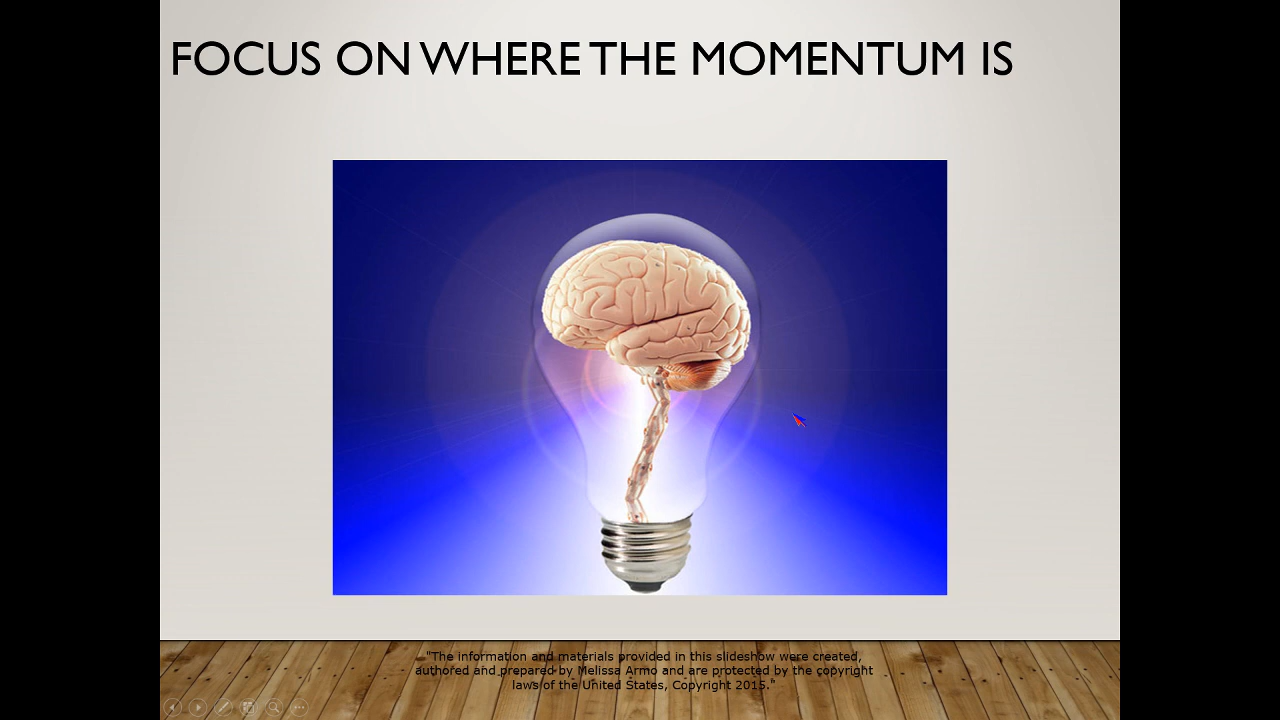 FOCUS ON WHERE THE MOMENTUM IS
"The information and materials provided in this slideshow were created,
authored and prepared by Melissa Armo and are protected by the copyright
laws of the United States, Copyright 2015."